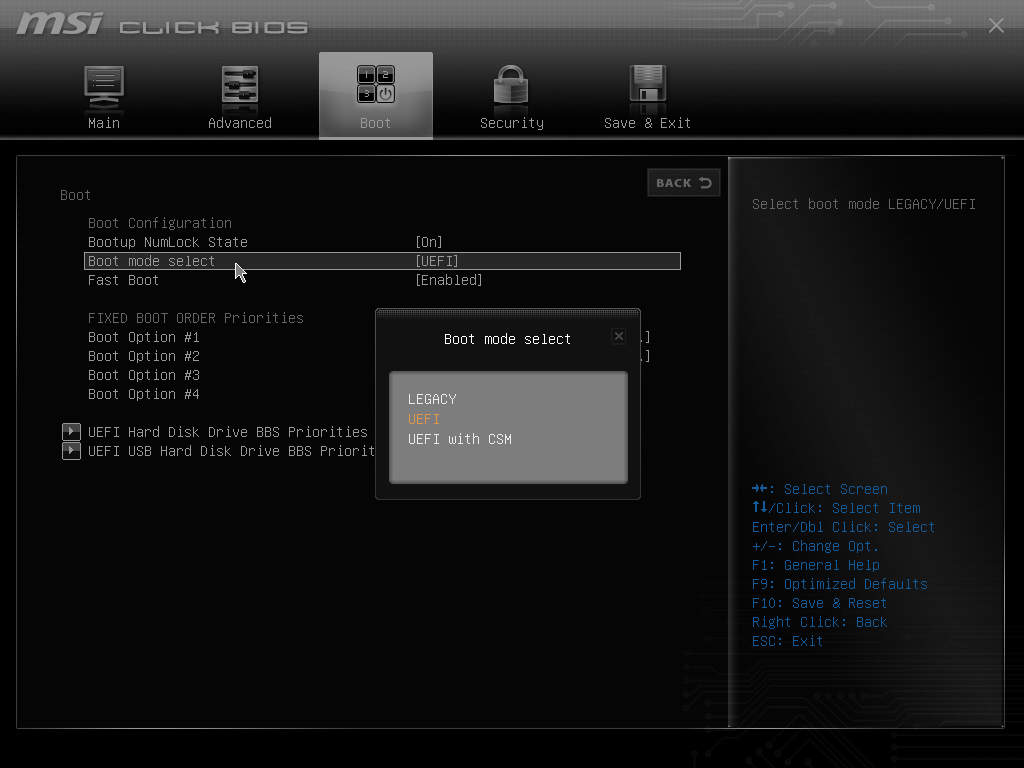 msi CLICK BIOS
1 2
3
Main Advanced Boot Security Save & Exit
BACK
Boot
Select boot mode LEGACY/UEFI
Boot Configuration
Bootup NumLock State [On]
Boot mode select [UEFI]
Fast Boot [Enabled]
FIXED BOOT ORDER Priorities
Boot Option #1 .]
Boot Option #2 .]
Boot Option #3
Boot Option #4
UEFI Hard Disk Drive BBS Priorities
UEFI USB Hard Disk Drive BBS Priorit
Boot mode select
LEGACY
UEFI
UEFI with CSM
→←: Select Screen
↑↓/Click: Select Item
Enter/Dbl Click: Select
+/-: Change Opt.
F1: General Help
F9: Optimized Defaults
F10: Save & Reset
Right Click: Back
ESC: Exit